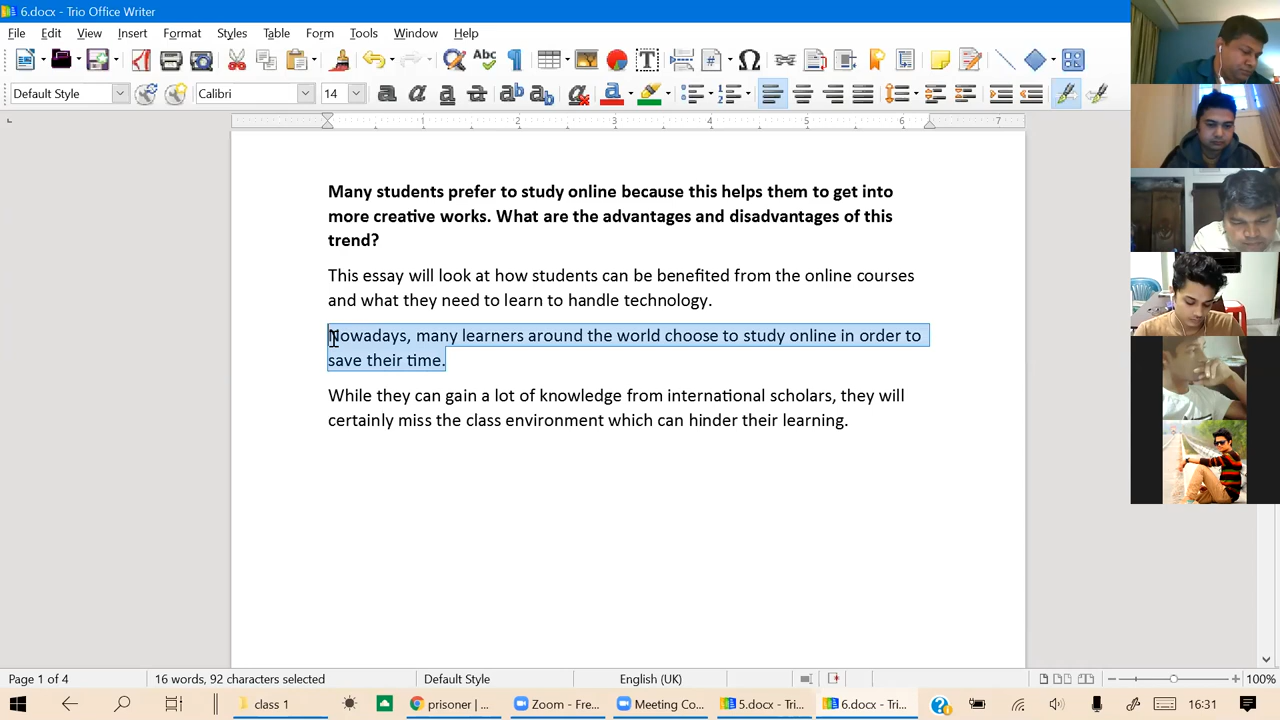 6.docx - Trio Office Writer
File Edit View Insert Format Styles Table Form Tools Window Help
Default Style Calibri 14
1 2 3 4 5 6 7
Many students prefer to study online because this helps them to get into
more creative works. What are the advantages and disadvantages of this
trend?
This essay will look at how students can be benefited from the online courses
and what they need to learn to handle technology.
Nowadays, many learners around the world choose to study online in order to
save their time.
While they can gain a lot of knowledge from international scholars, they will
certainly miss the class environment which can hinder their learning.
Page 1 of 4 16 words, 92 characters selected Default Style English (UK) 100%
class 1 prisoner | ... Zoom - Fre... Meeting Co... 5.docx - Tri... 6.docx - Tri... 16:31